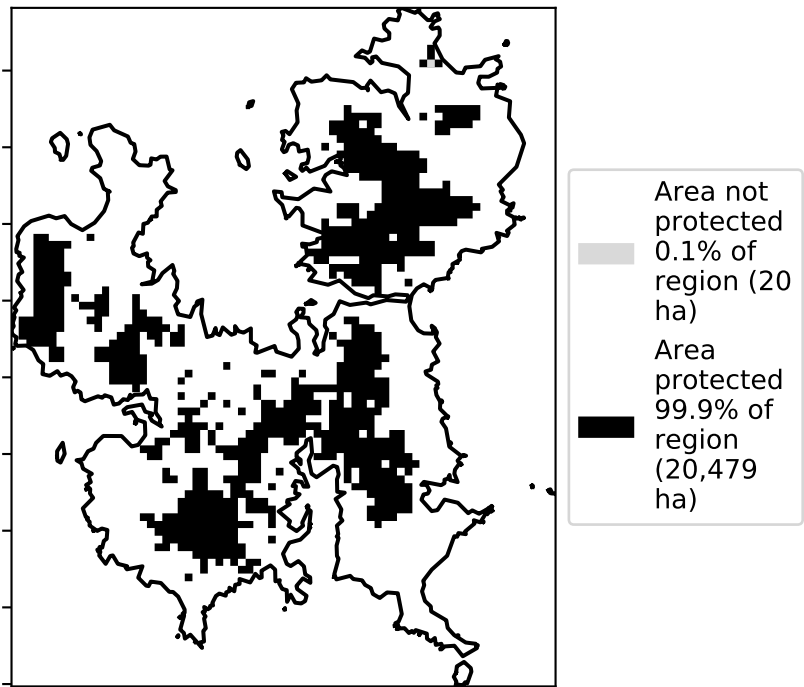 Area not
protected
0.1% of
region (20
ha)
Area
protected
99.9% of
region
(20,479
ha)